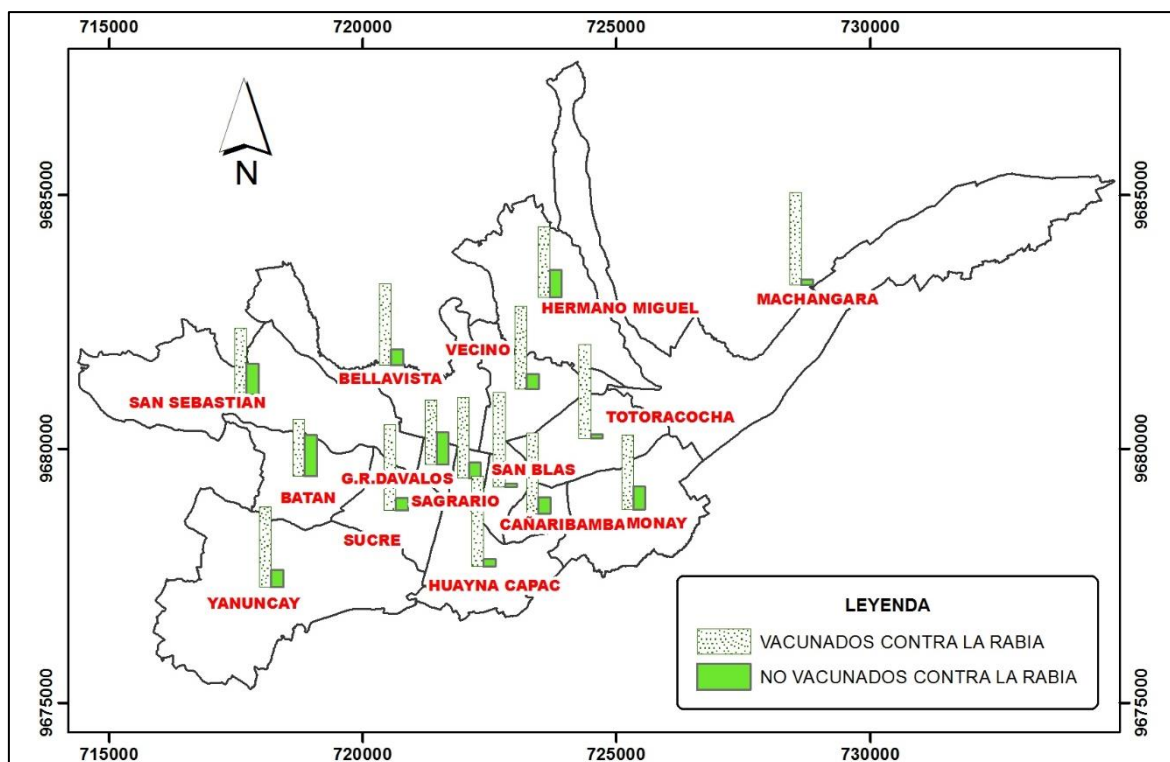 715000 720000 725000 730000
9685000 9685000
N
HERMANO MIGUEL
MACHANGARA
VECINO
BELLAVISTA
SAN SEBASTIAN
TOTORACOCHA
9680000 9680000
G.R.DAVALOS
SAN BLAS
BATAN
SAGRARIO
CAÑARIBAMBA
MONAY
SUCRE
HUAYNA CAPAC
YANUNCAY
LEYENDA
VACUNADOS CONTRA LA RABIA
NO VACUNADOS CONTRA LA RABIA
9675000 9675000
715000 720000 725000 730000